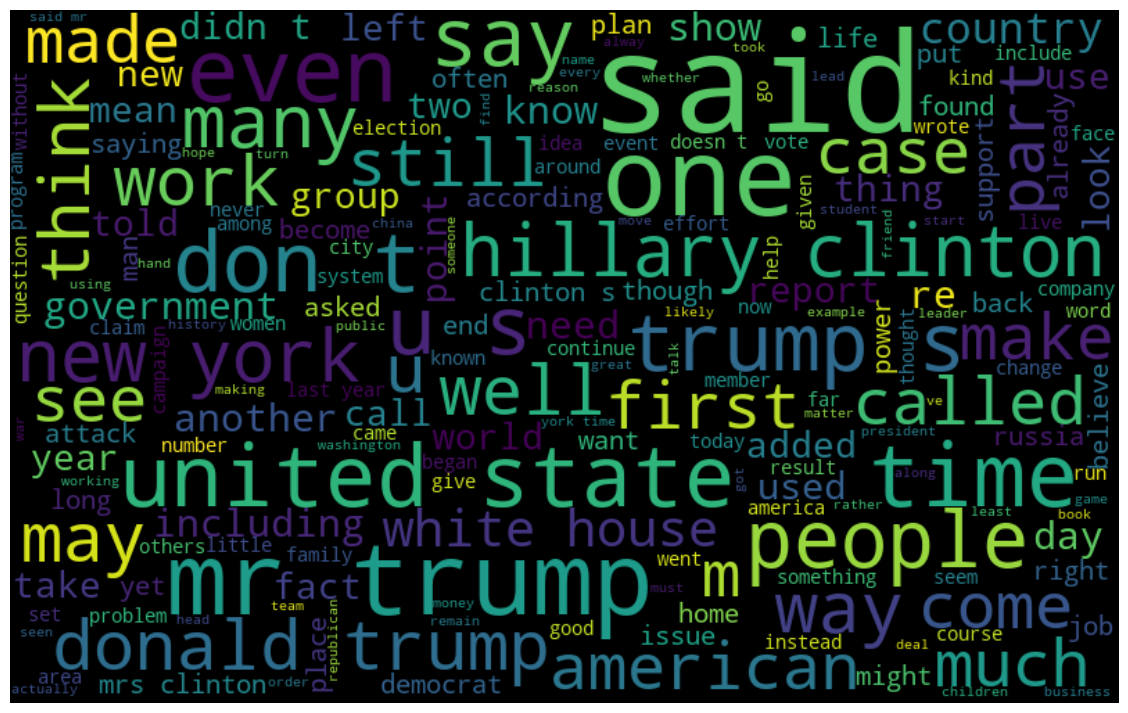 said mr
made
didn t
left
say
plan
show
alway
took
life
country
put
include
new
even
often
name
every
reason
find
whether
go
lead
kind
part
use
without
think
mean
many
two
know
said
found
saying
election
idea
event
doesn t
vote
wrote
already
face
program
hope
turn
work
still
around
one
case
support
look
group
according
thing
given
told
never
among
become
china
point
someone
move
effort
student
start
live
question
man
hand
city
don t
hillary clinton
help
friend
using
system
government
asked
clinton s
though
report
re
back
company
claim
history
women
public
u s
end
need
likely
now
example
leader
power
word
new york
campaign
known
continue
trump s
thought
make
making
last year
u
talk
great
member
change
see
another
call
well
first
far
matter
called
ve
believe
war
attack
number
came
world
york time
want
today
added
president
russia
year
washington
began
give
result
run
working
united state
got
used
along
time
game
long
america
rather
least
book
may
including
white house
people
day
others
little
family
went
m
something
seem
right
take
yet
fact
mr trump
must
set
problem
team
money
home
way
come
job
seen
head
place
republican
remain
good
issue
instead
course
donald trump
american
deal
might
much
area
actually
mrs clinton
order
democrat
children
business